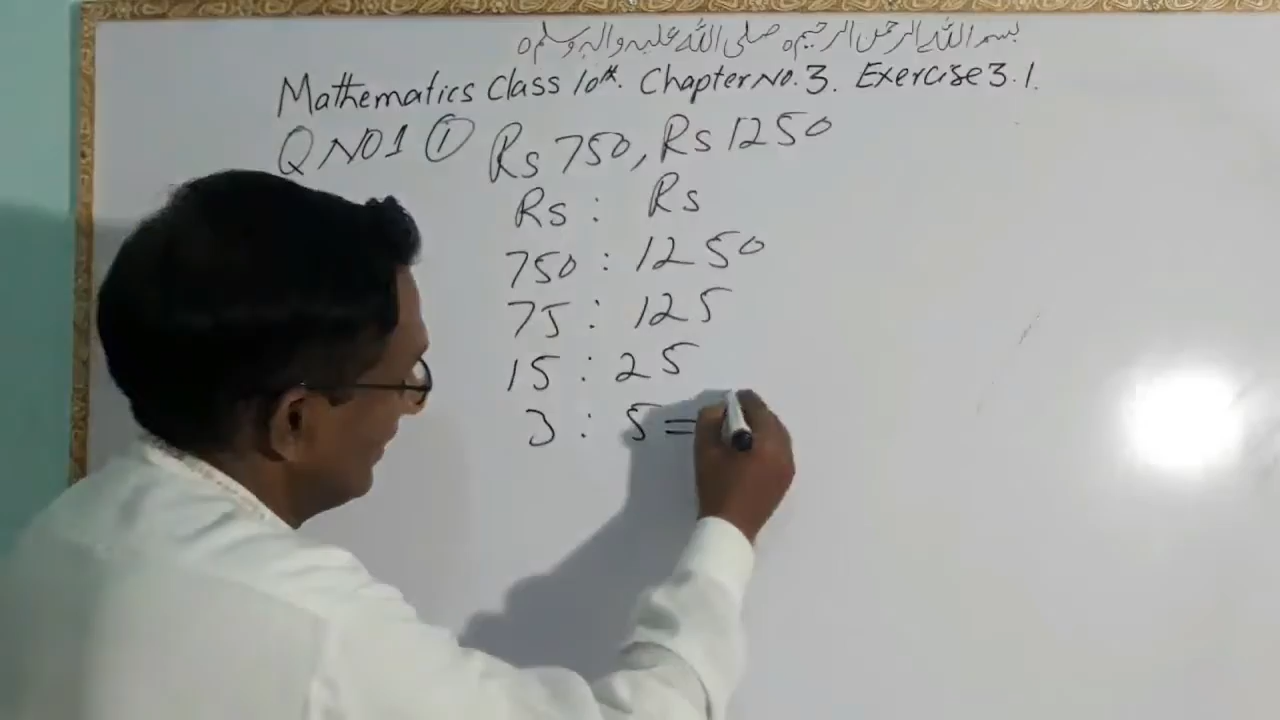 بسم اللہ الرحمن الرحیم ہ صلی اللہ علیہ والہ وسلم ہ
Mathematics Class 10th. Chapter No. 3. Exercise 3.1.
Q NO1 ① Rs 750, Rs 1250
Rs : Rs
750 : 1250
75 : 125
15 : 25
3 : 5 =